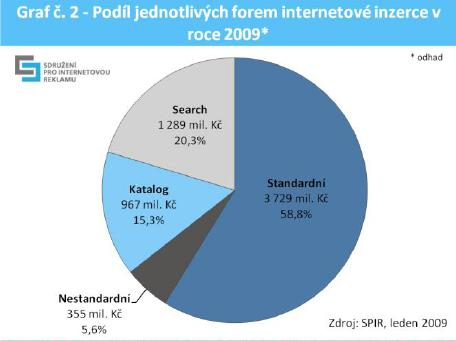 Graf č. 2 - Podíl jednotlivých forem internetové inzerce v
roce 2009*
SDRUŽENÍ
PRO INTERNETOVOU
REKLAMU
* odhad
Search
1 289 mil. Kč
20,3%
Standardní
3 729 mil. Kč
58,8%
Katalog
967 mil. Kč
15,3%
Nestandardní
355 mil. Kč
5,6%
Zdroj: SPIR, leden 2009